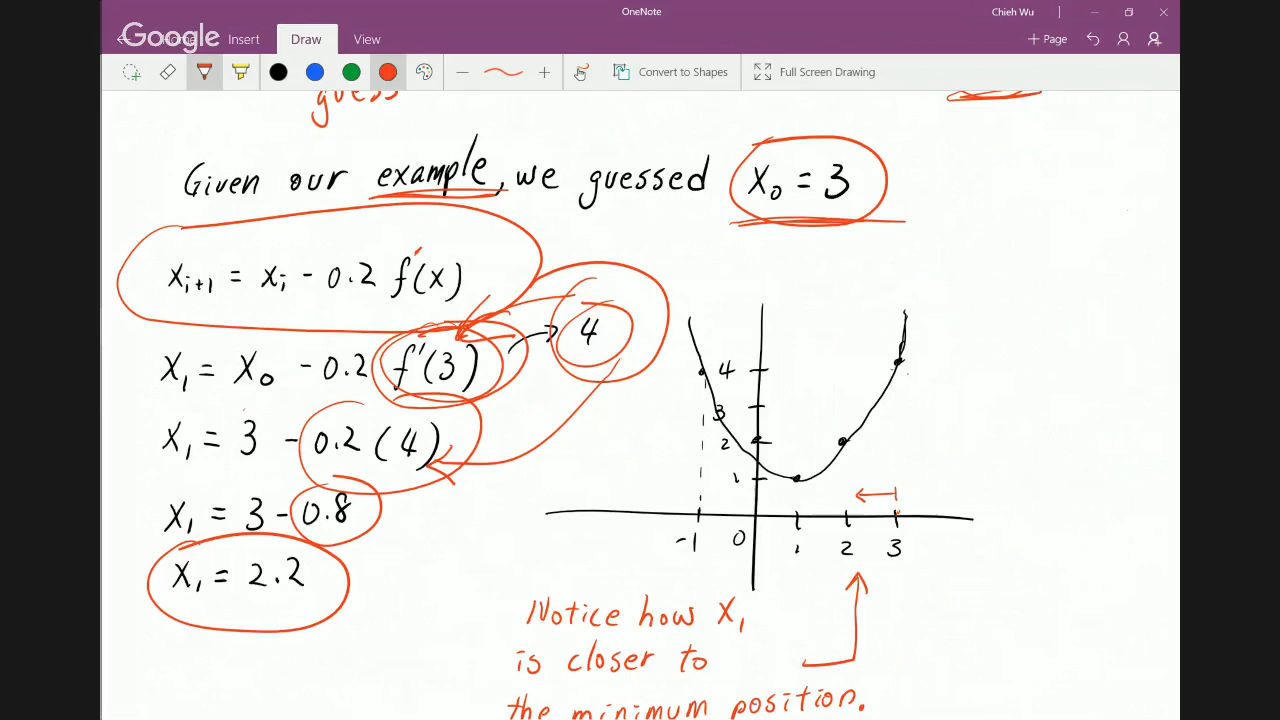 OneNote
Chieh Wu
Google
Home Insert Draw View
Page
Convert to Shapes
Full Screen Drawing
guess
Given our example, we guessed X₀ = 3
Xᵢ₊₁ = Xᵢ - 0.2 f'(x)
X₁ = X₀ - 0.2 f'(3) → 4
X₁ = 3 - 0.2 (4)
X₁ = 3 - 0.8
X₁ = 2.2
4
3
2
1
-1 0 1 2 3
Notice how X₁
is closer to
the minimum position.